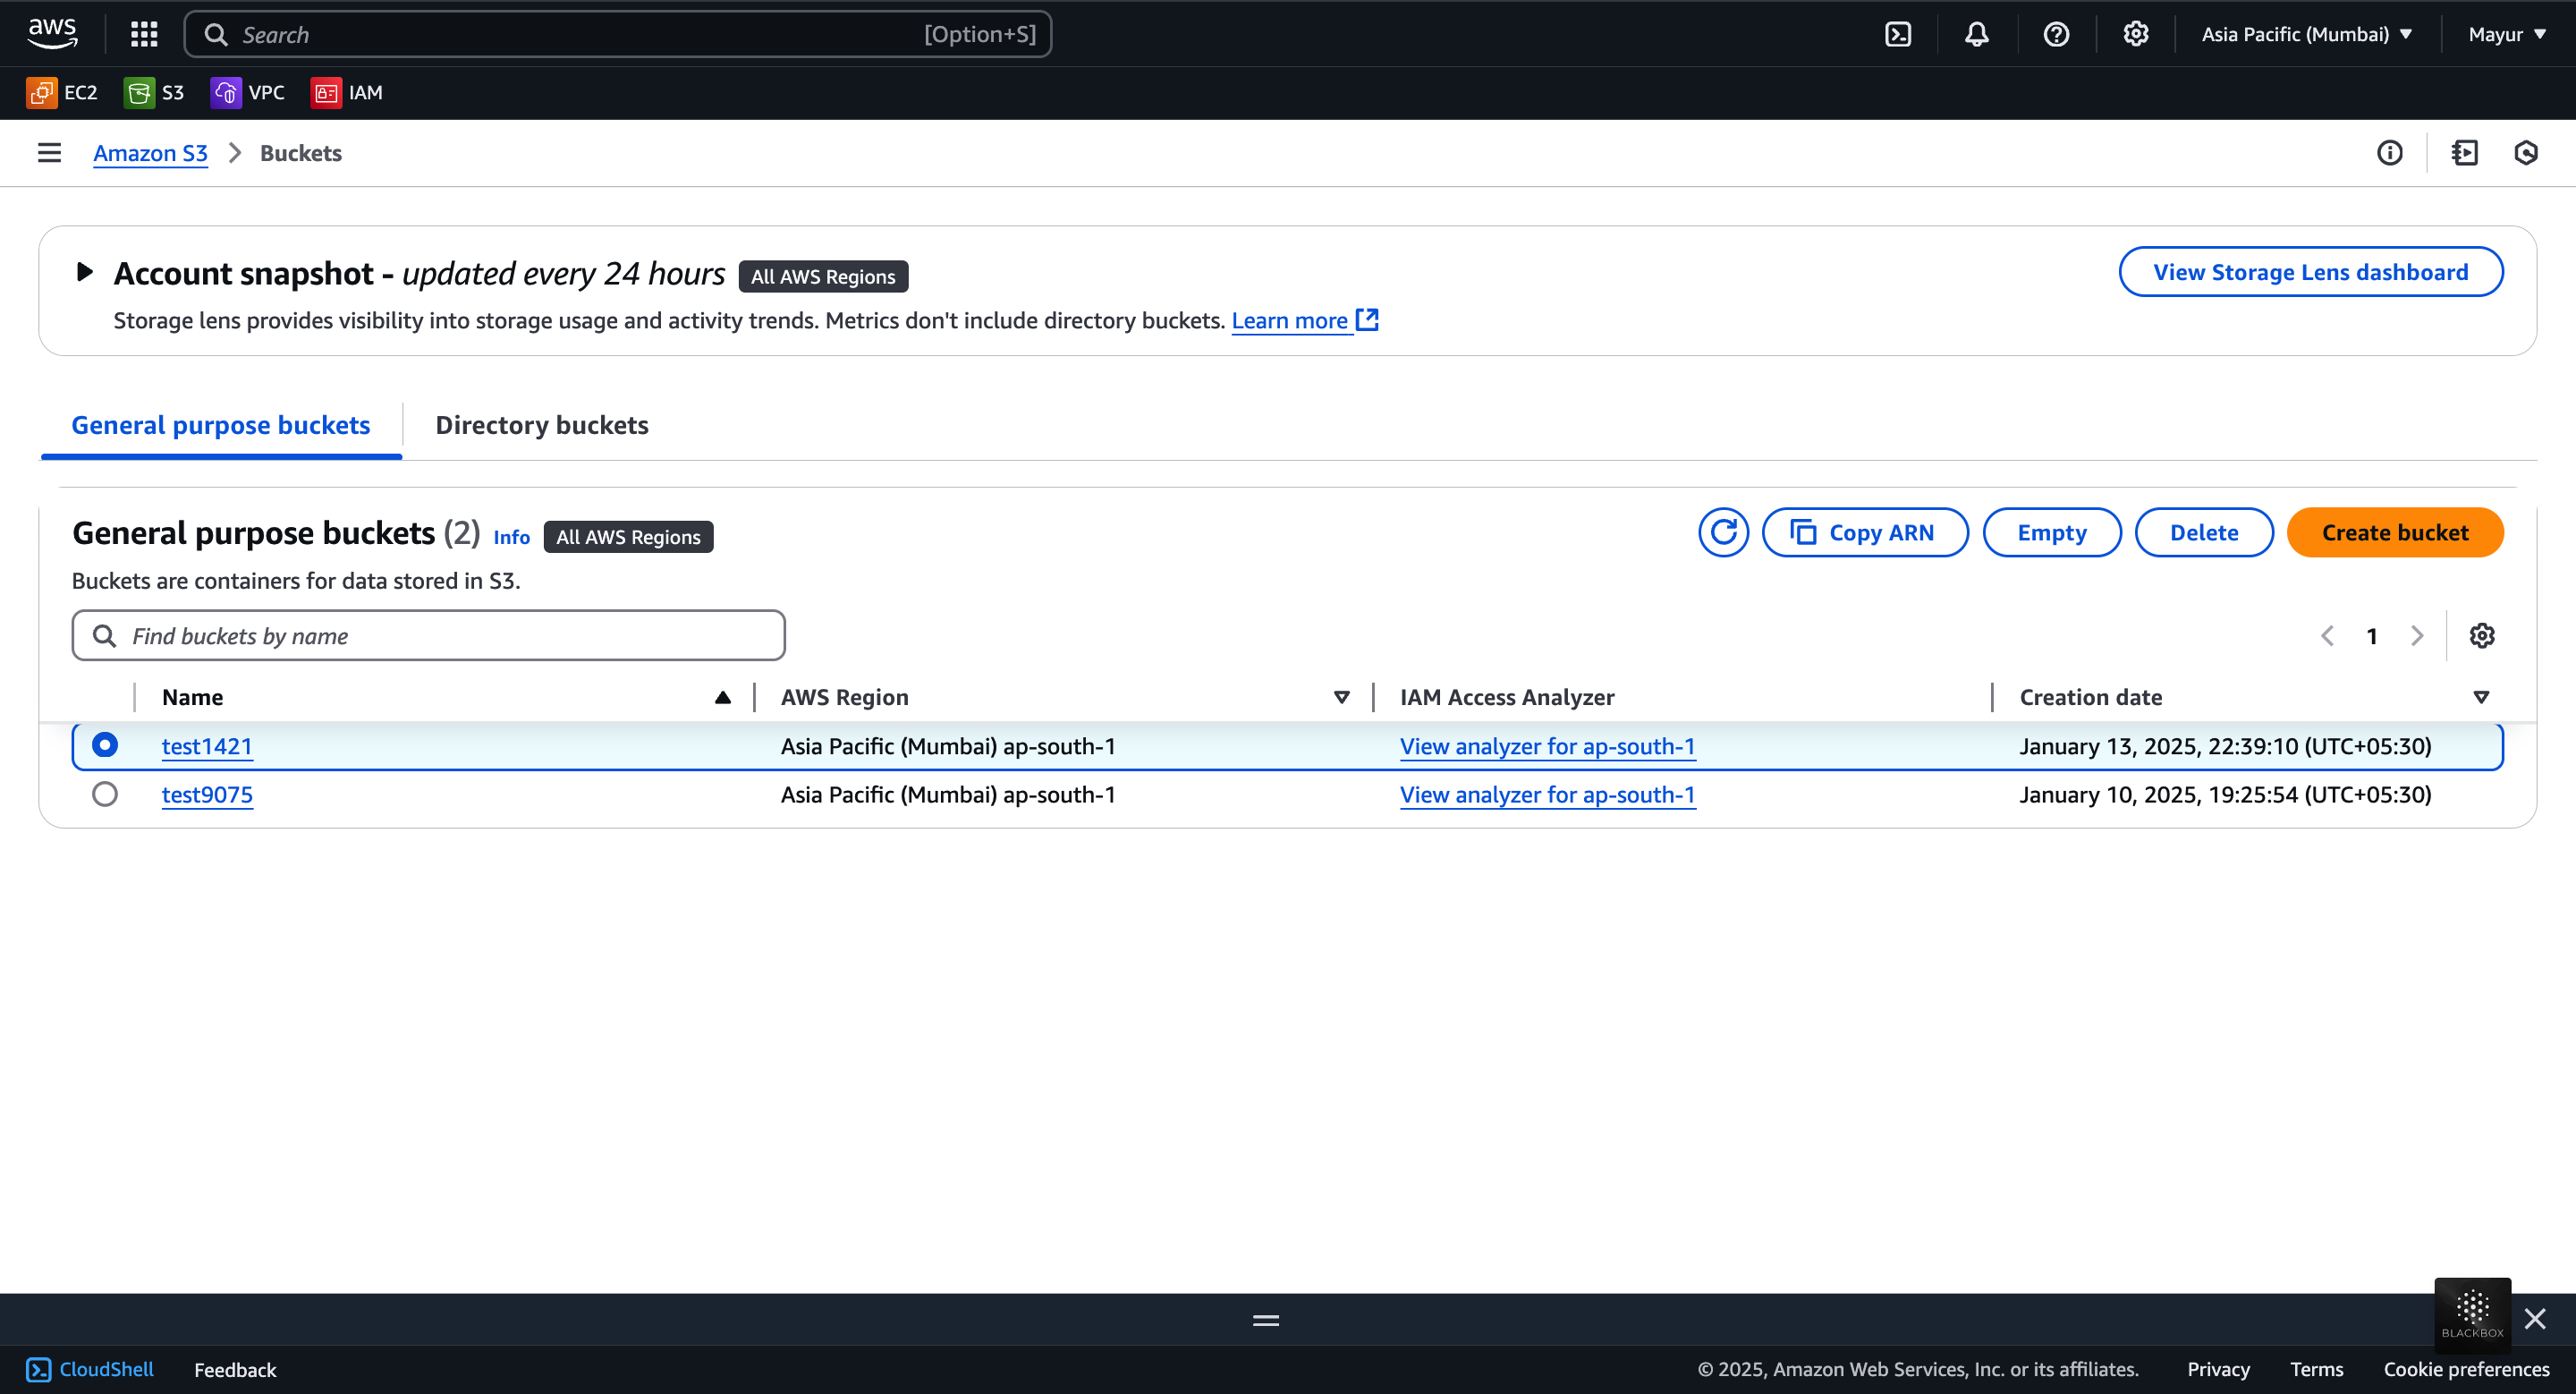 aws
Search [Option+S] Asia Pacific (Mumbai) Mayur
EC2 S3 VPC IAM
Amazon S3 Buckets
Account snapshot - updated every 24 hours All AWS Regions View Storage Lens dashboard
Storage lens provides visibility into storage usage and activity trends. Metrics don't include directory buckets. Learn more
General purpose buckets Directory buckets
General purpose buckets (2) Info All AWS Regions Copy ARN Empty Delete Create bucket
Buckets are containers for data stored in S3.
Find buckets by name 1
Name AWS Region IAM Access Analyzer Creation date
test1421 Asia Pacific (Mumbai) ap-south-1 View analyzer for ap-south-1 January 13, 2025, 22:39:10 (UTC+05:30)
test9075 Asia Pacific (Mumbai) ap-south-1 View analyzer for ap-south-1 January 10, 2025, 19:25:54 (UTC+05:30)
BLACKBOX
CloudShell Feedback © 2025, Amazon Web Services, Inc. or its affiliates. Privacy Terms Cookie preferences